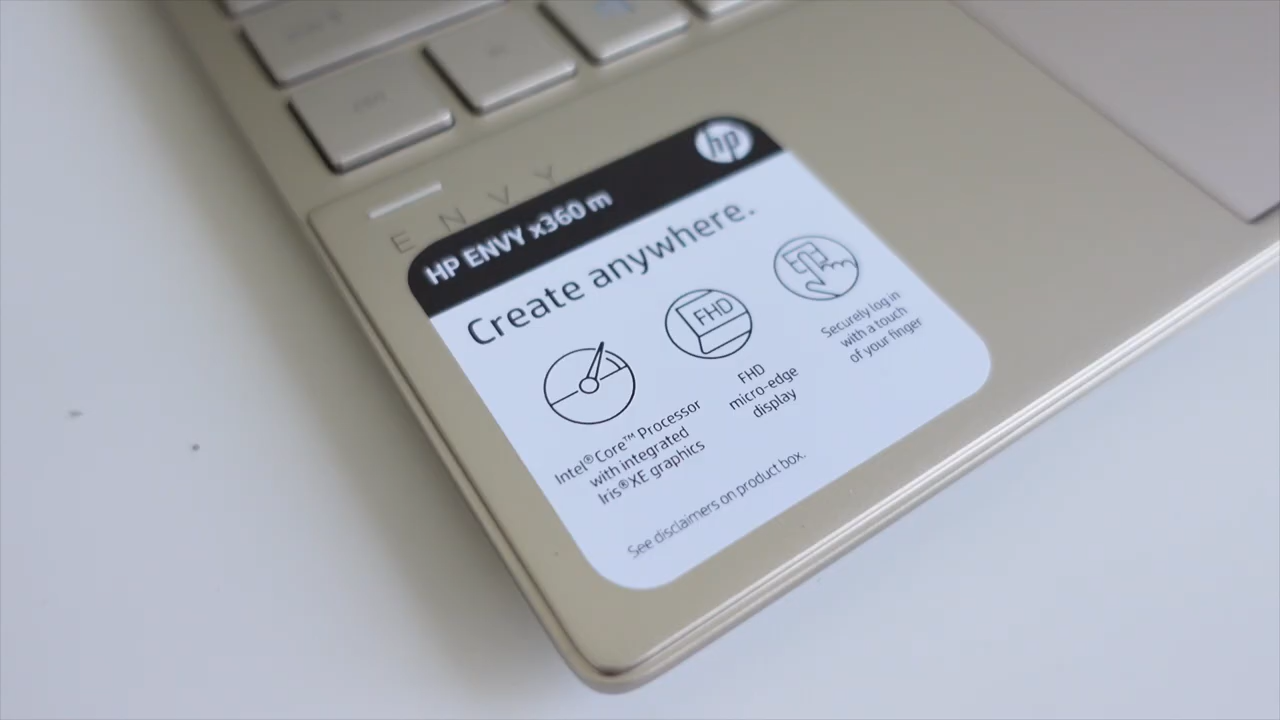 ENVY
hp
HP ENVY x360 m
Create anywhere.
FHD
Intel® Core™ Processor
with integrated
Iris® XE graphics
FHD
micro-edge
display
Securely log in
with a touch
of your finger
See disclaimers on product box.